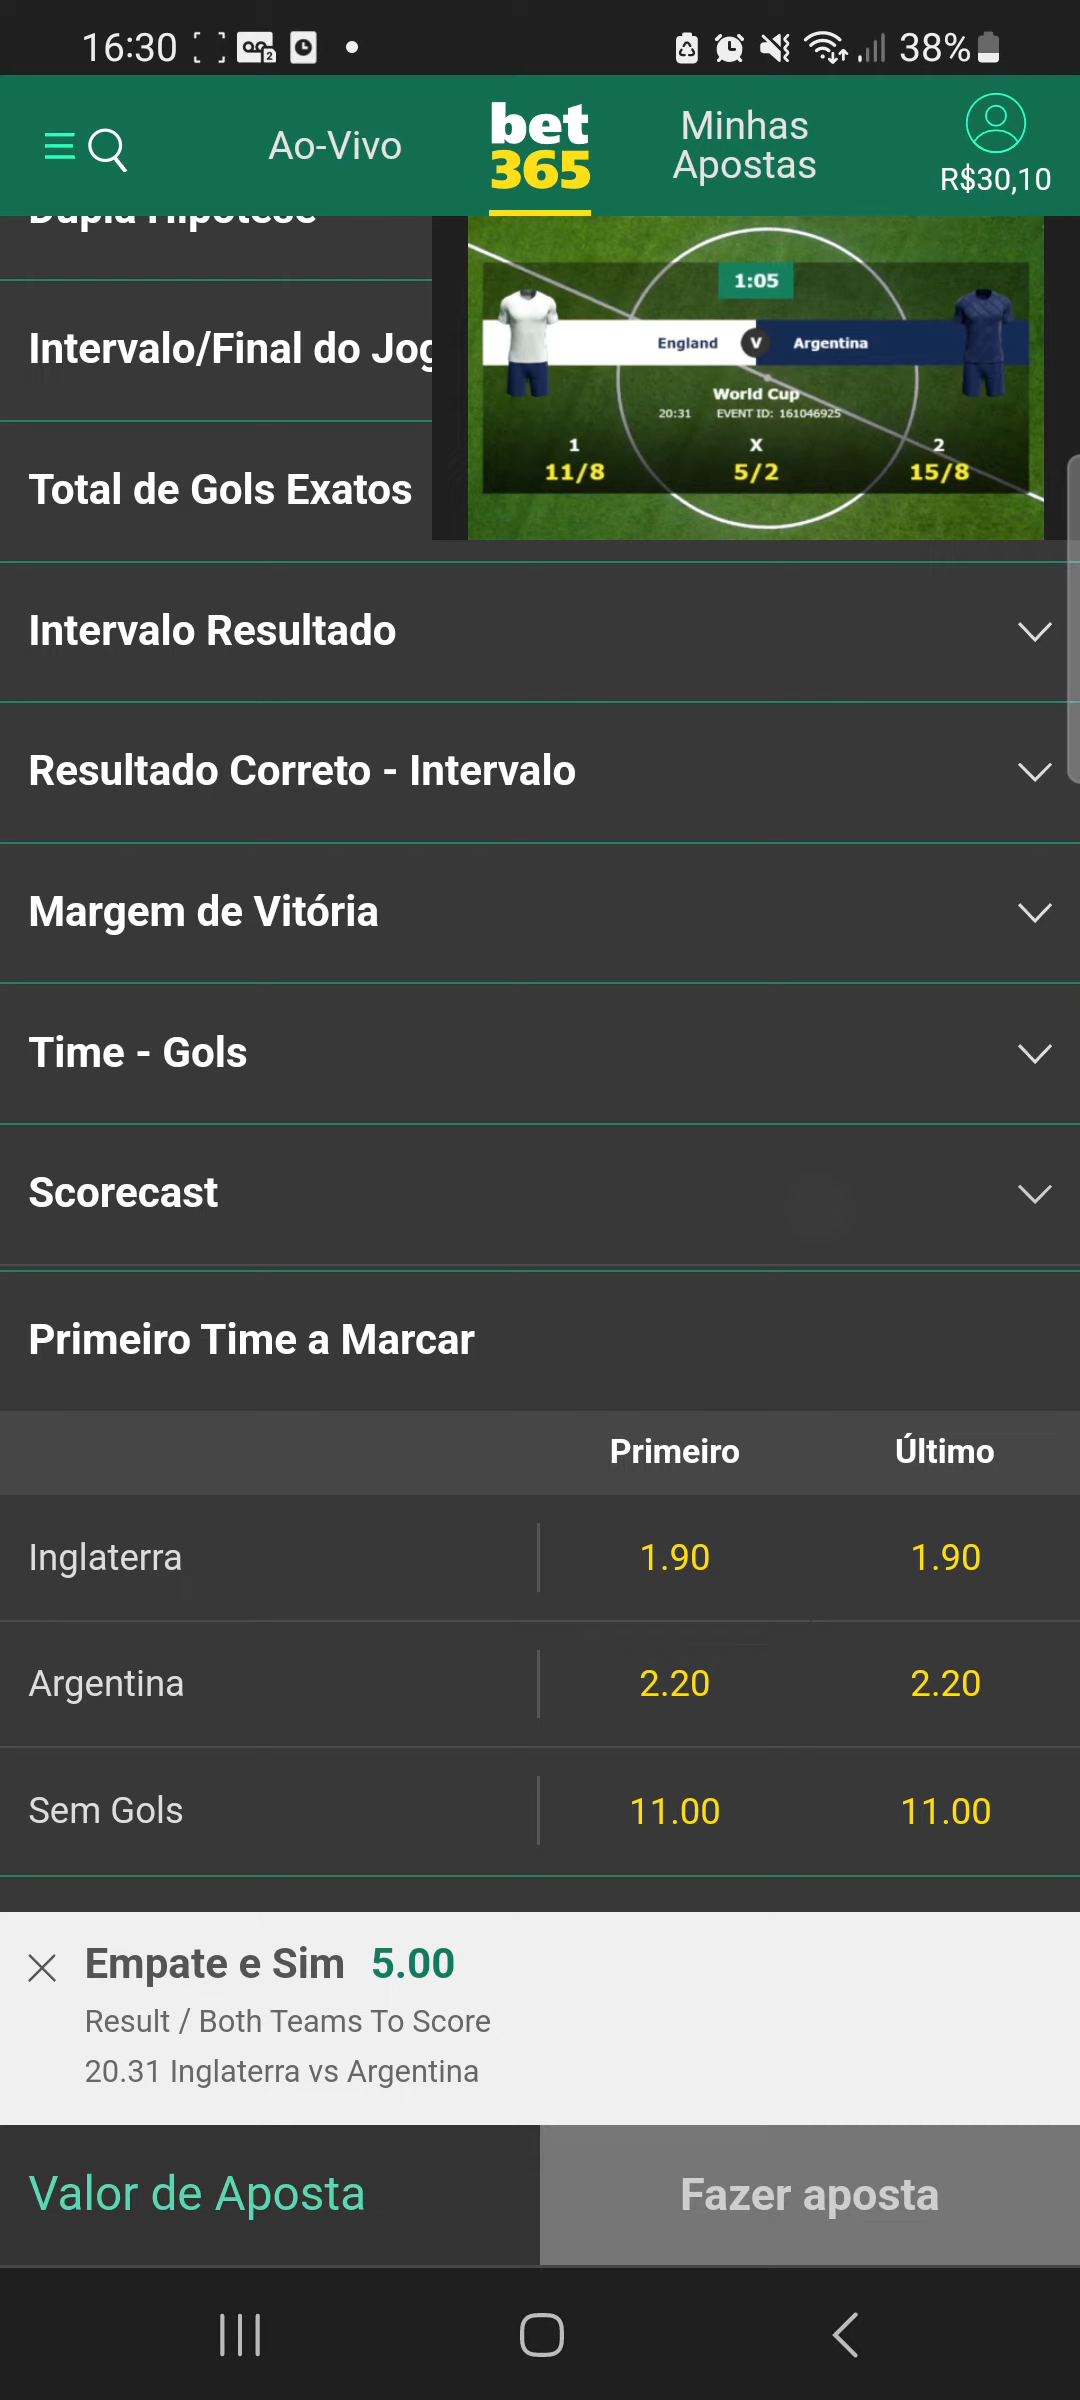 16:30
38%
Ao-Vivo
bet
365
Minhas
Apostas
R$30,10
Dupla Hipótese
1:05
England V Argentina
World Cup
20:31 EVENT ID: 161046925
1 X 2
11/8 5/2 15/8
Intervalo/Final do Jog
Total de Gols Exatos
Intervalo Resultado
Resultado Correto - Intervalo
Margem de Vitória
Time - Gols
Scorecast
Primeiro Time a Marcar
Primeiro Último
Inglaterra 1.90 1.90
Argentina 2.20 2.20
Sem Gols 11.00 11.00
Empate e Sim 5.00
Result / Both Teams To Score
20.31 Inglaterra vs Argentina
Valor de Aposta
Fazer aposta